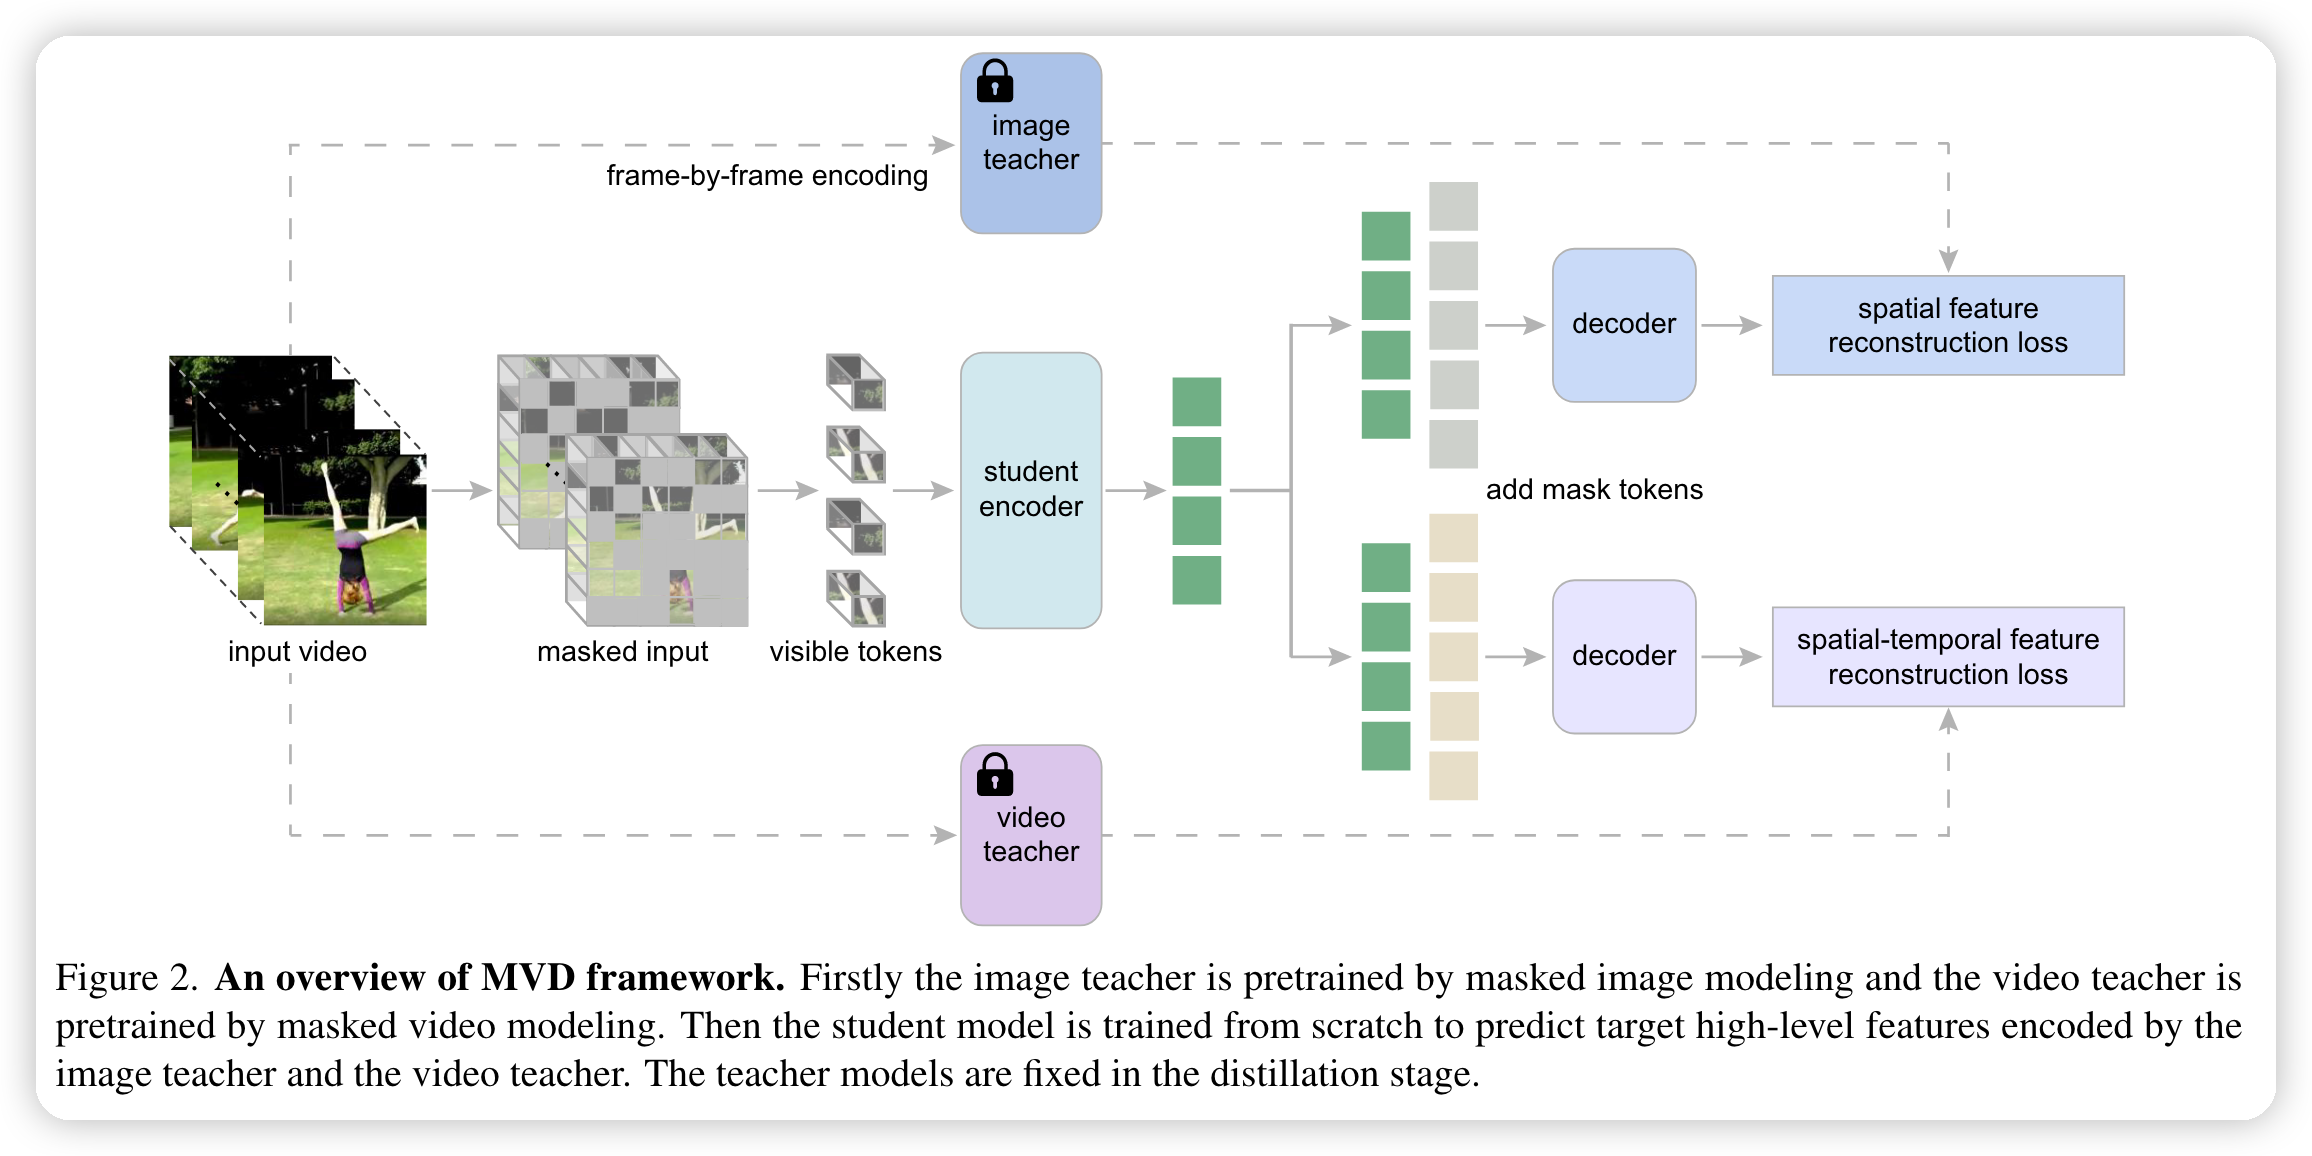 image
teacher
frame-by-frame encoding
decoder
spatial feature
reconstruction loss
student
encoder
add mask tokens
input video
masked input
visible tokens
decoder
spatial-temporal feature
reconstruction loss
video
teacher
Figure 2. An overview of MVD framework. Firstly the image teacher is pretrained by masked image modeling and the video teacher is
pretrained by masked video modeling. Then the student model is trained from scratch to predict target high-level features encoded by the
image teacher and the video teacher. The teacher models are fixed in the distillation stage.